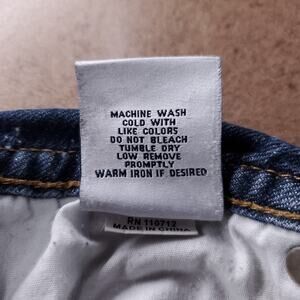 MACHINE WASH
COLD WITH
LIKE COLORS
DO NOT BLEACH
TUMBLE DRY
LOW REMOVE
PROMPTLY
WARM IRON IF DESIRED
RN 110712
MADE IN CHINA